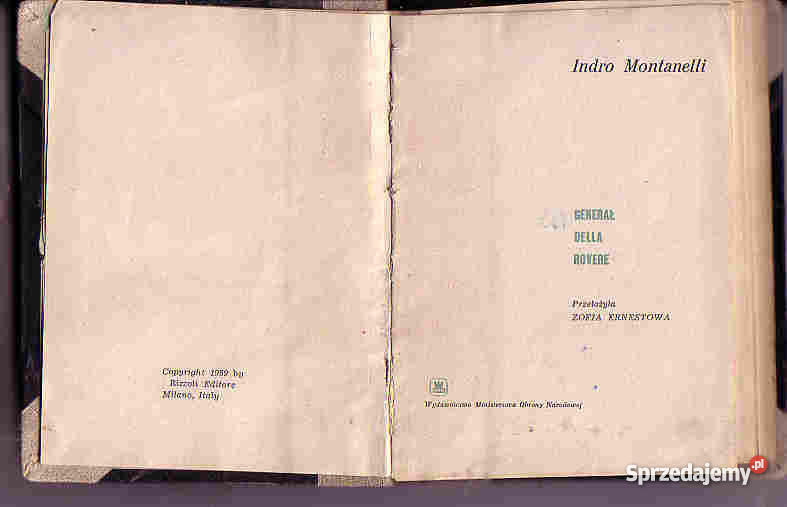 Copyright 1959 by
Rizzoli Editore
Milano, Italy
Indro Montanelli
GENERAŁ
DELLA
ROVERE
Przełożyła
ZOFIA ERNESTOWA
Wydawnictwo Ministerstwa Obrony Narodowej
Sprzedajemy.pl